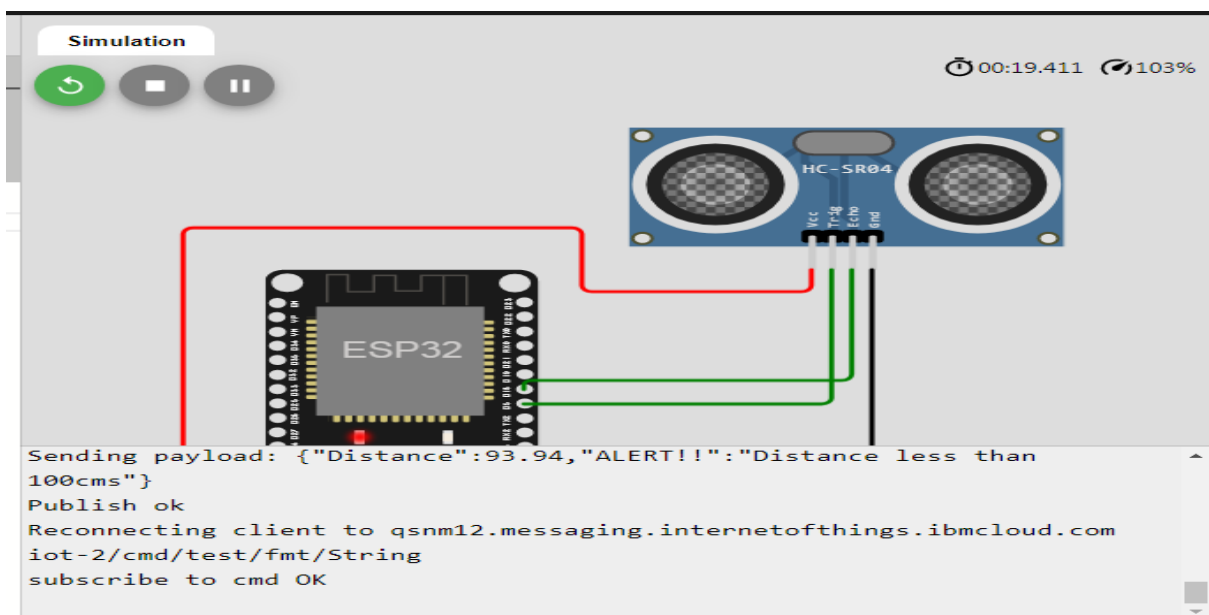 Simulation
00:19.411 103%
HC-SR04
Vcc Trig Echo Gnd
ESP32
Sending payload: {"Distance":93.94,"ALERT!!":"Distance less than
100cms"}
Publish ok
Reconnecting client to qsnm12.messaging.internetofthings.ibmcloud.com
iot-2/cmd/test/fmt/String
subscribe to cmd OK